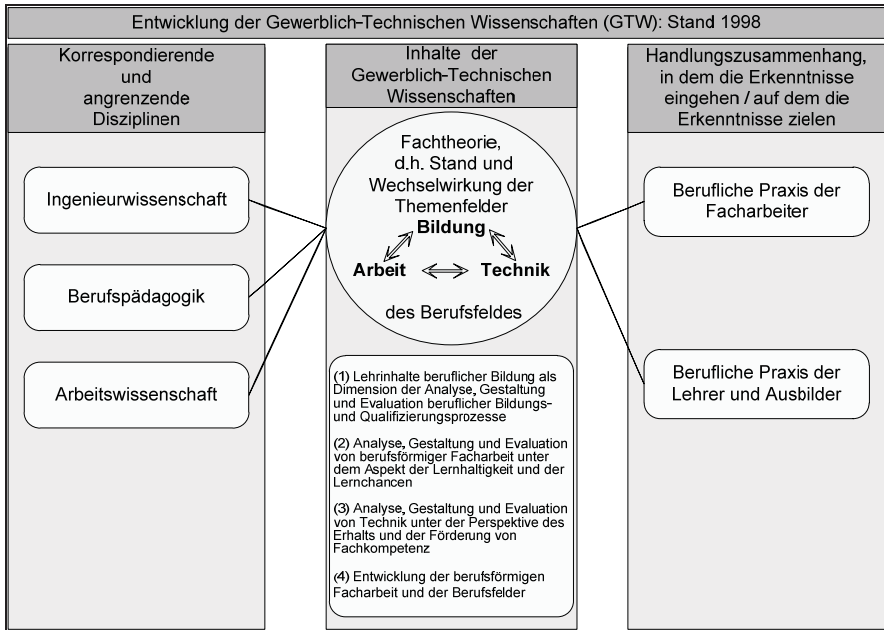 Entwicklung der Gewerblich-Technischen Wissenschaften (GTW): Stand 1998
Korrespondierende
und
angrenzende
Disziplinen
Ingenieurwissenschaft
Berufspädagogik
Arbeitswissenschaft
Inhalte der
Gewerblich-Technischen
Wissenschaften
Fachtheorie,
d.h. Stand und
Wechselwirkung der
Themenfelder
Bildung
Arbeit Technik
des Berufsfeldes
(1) Lehrinhalte beruflicher Bildung als
Dimension der Analyse, Gestaltung
und Evaluation beruflicher Bildungs-
und Qualifizierungsprozesse
(2) Analyse, Gestaltung und Evaluation
von berufsförmiger Facharbeit unter
dem Aspekt der Lernhaltigkeit und der
Lernchancen
(3) Analyse, Gestaltung und Evaluation
von Technik unter der Perspektive des
Erhalts und der Förderung von
Fachkompetenz
(4) Entwicklung der berufsförmigen
Facharbeit und der Berufsfelder
Handlungszusammenhang,
in dem die Erkenntnisse
eingehen / auf dem die
Erkenntnisse zielen
Berufliche Praxis der
Facharbeiter
Berufliche Praxis der
Lehrer und Ausbilder